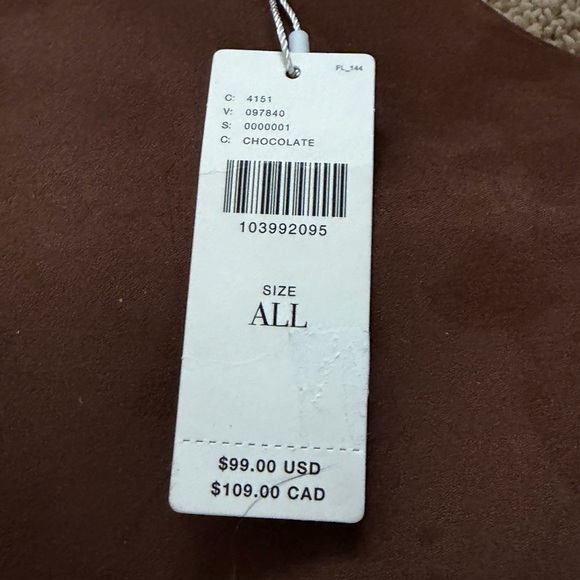 FL_144
C: 4151
V: 097840
S: 0000001
C: CHOCOLATE
103992095
SIZE
ALL
$99.00 USD
$109.00 CAD